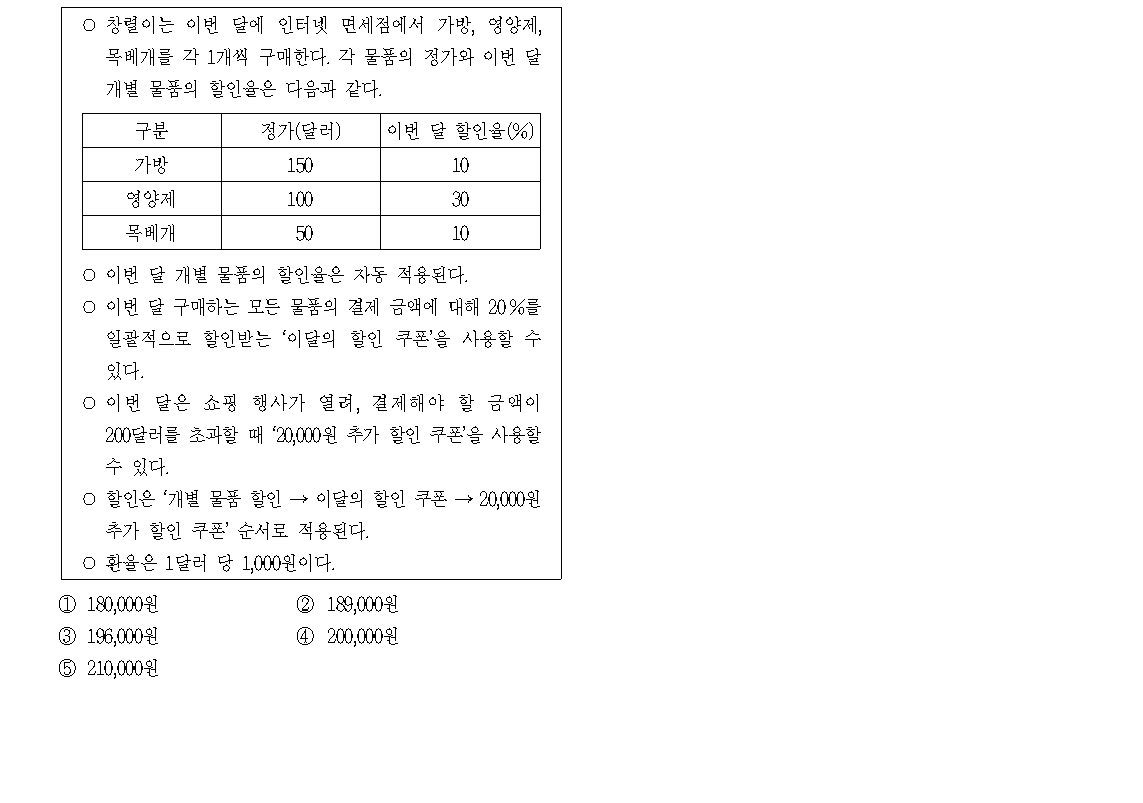 ○ 창렬이는 이번 달에 인터넷 면세점에서 가방, 영양제,
목베개를 각 1개씩 구매한다. 각 물품의 정가와 이번 달
개별 물품의 할인율은 다음과 같다.
구분 정가(달러) 이번 달 할인율(%)
가방 150 10
영양제 100 30
목베개 50 10
○ 이번 달 개별 물품의 할인율은 자동 적용된다.
○ 이번 달 구매하는 모든 물품의 결제 금액에 대해 20%를
일괄적으로 할인받는 ‘이달의 할인 쿠폰’을 사용할 수
있다.
○ 이번 달은 쇼핑 행사가 열려, 결제해야 할 금액이
200달러를 초과할 때 ‘20,000원 추가 할인 쿠폰’을 사용할
수 있다.
○ 할인은 ‘개별 물품 할인 → 이달의 할인 쿠폰 → 20,000원
추가 할인 쿠폰’ 순서로 적용된다.
○ 환율은 1달러 당 1,000원이다.
① 180,000원 ② 189,000원
③ 196,000원 ④ 200,000원
⑤ 210,000원